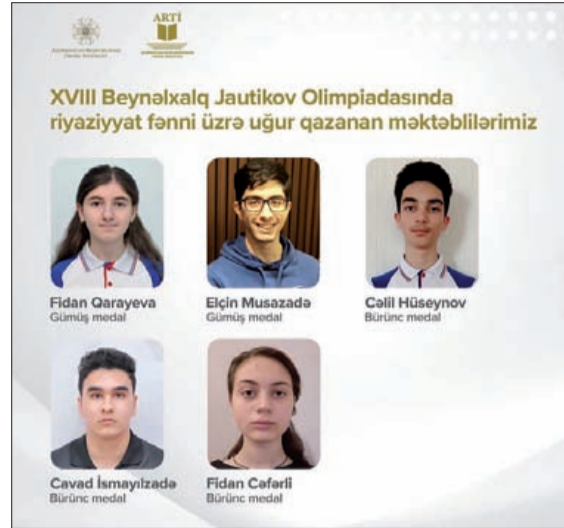 ARTİ
XVIII Beynəlxalq Jautikov Olimpiadasında
riyaziyyat fənni üzrə uğur qazanan məktəblilərimiz
Fidan Qarayeva
Gümüş medal
Elçin Musazadə
Gümüş medal
Cəlil Hüseynov
Bürünc medal
Cavad İsmayılzadə
Bürünc medal
Fidan Cəfərli
Bürünc medal